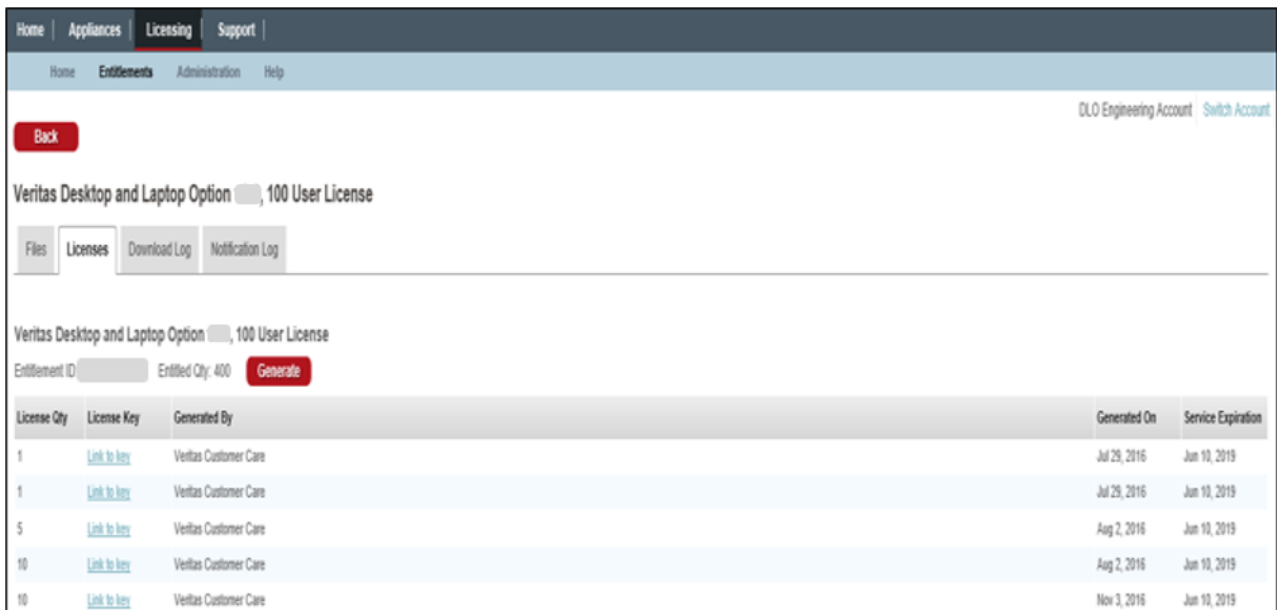 Home | Appliances | Licensing | Support |
Home Entitlements Administration Help
DLO Engineering Account Switch Account
Back
Veritas Desktop and Laptop Option , 100 User License
Files Licenses Download Log Notification Log
Veritas Desktop and Laptop Option , 100 User License
Entitlement ID Entitled Qty: 400 Generate
License Qty License Key Generated By Generated On Service Expiration
1 Link to key Veritas Customer Care Jul 29, 2016 Jun 10, 2019
1 Link to key Veritas Customer Care Jul 29, 2016 Jun 10, 2019
5 Link to key Veritas Customer Care Aug 2, 2016 Jun 10, 2019
10 Link to key Veritas Customer Care Aug 2, 2016 Jun 10, 2019
10 Link to key Veritas Customer Care Nov 3, 2016 Jun 10, 2019